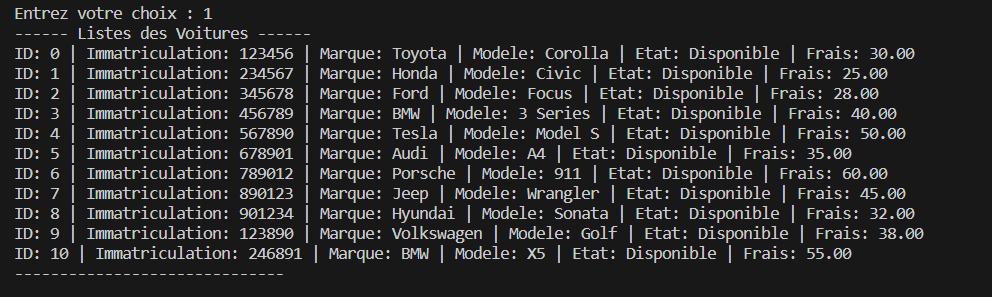 Entrez votre choix : 1
------ Listes des Voitures ------
ID: 0 | Immatriculation: 123456 | Marque: Toyota | Modele: Corolla | Etat: Disponible | Frais: 30.00
ID: 1 | Immatriculation: 234567 | Marque: Honda | Modele: Civic | Etat: Disponible | Frais: 25.00
ID: 2 | Immatriculation: 345678 | Marque: Ford | Modele: Focus | Etat: Disponible | Frais: 28.00
ID: 3 | Immatriculation: 456789 | Marque: BMW | Modele: 3 Series | Etat: Disponible | Frais: 40.00
ID: 4 | Immatriculation: 567890 | Marque: Tesla | Modele: Model S | Etat: Disponible | Frais: 50.00
ID: 5 | Immatriculation: 678901 | Marque: Audi | Modele: A4 | Etat: Disponible | Frais: 35.00
ID: 6 | Immatriculation: 789012 | Marque: Porsche | Modele: 911 | Etat: Disponible | Frais: 60.00
ID: 7 | Immatriculation: 890123 | Marque: Jeep | Modele: Wrangler | Etat: Disponible | Frais: 45.00
ID: 8 | Immatriculation: 901234 | Marque: Hyundai | Modele: Sonata | Etat: Disponible | Frais: 32.00
ID: 9 | Immatriculation: 123890 | Marque: Volkswagen | Modele: Golf | Etat: Disponible | Frais: 38.00
ID: 10 | Immatriculation: 246891 | Marque: BMW | Modele: X5 | Etat: Disponible | Frais: 55.00
------------------------------